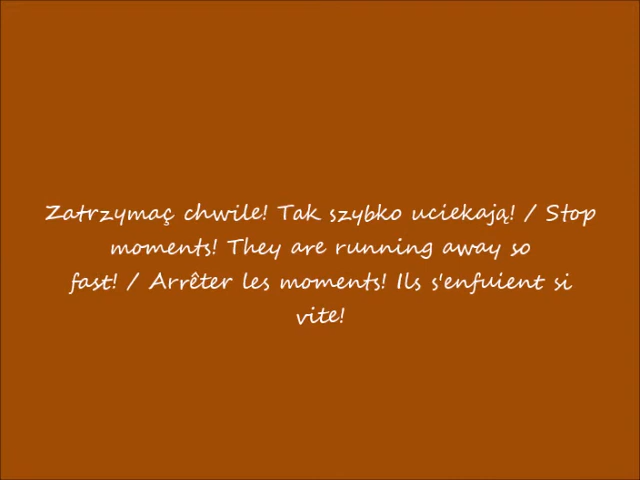 Zatrzymaç chwile! Tak szybko uciekają! / Stop
moments! They are running away so
fast! / Arrêter les moments! Ils s'enfuient si
vite!